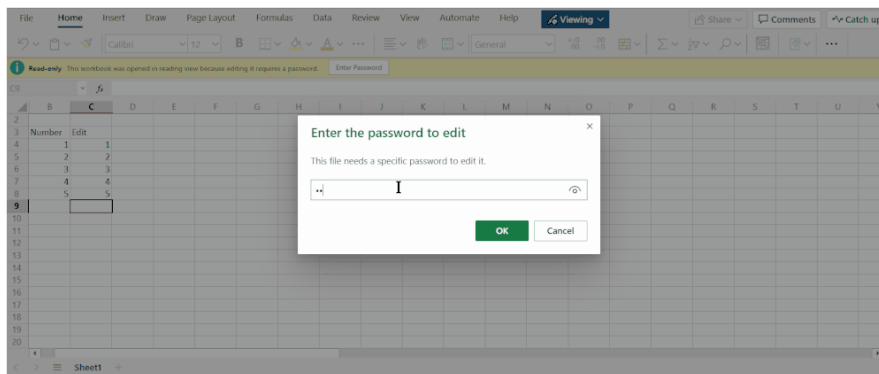 File Home Insert Draw Page Layout Formulas Data Review View Automate Help Viewing Share Comments Catch up
Calibri 12 B A General
Read-only This workbook was opened in reading view because editing it requires a password. Enter Password
C9 fx
B C D E F G H I J K L M N O P Q R S T U
2
3 Number Edit
4 1 1
5 2 2
6 3 3
7 4 4
8 5 5
9
10
11
12
13
14
15
16
17
18
19
20
Enter the password to edit
This file needs a specific password to edit it.
OK Cancel
Sheet1